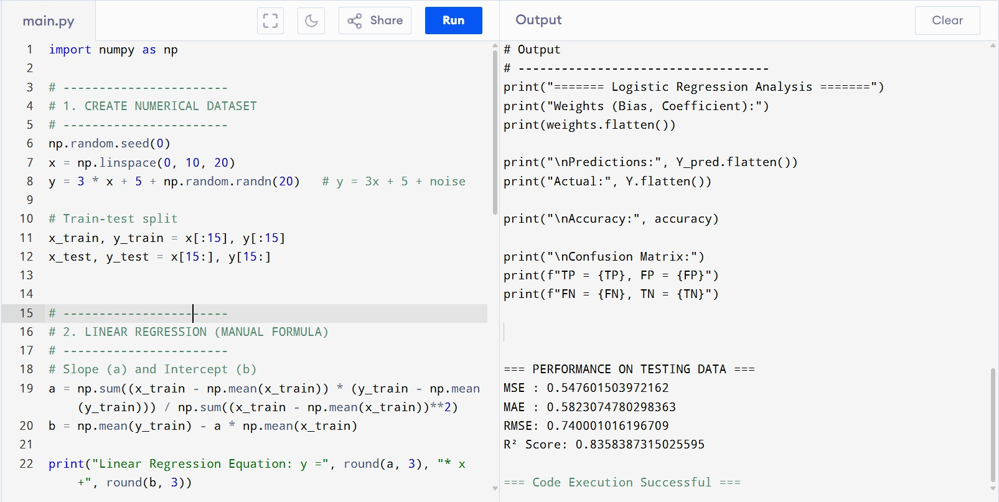 main.py
Share
Run
Output
Clear
1 import numpy as np
2
3 # -----------------------
4 # 1. CREATE NUMERICAL DATASET
5 # -----------------------
6 np.random.seed(0)
7 x = np.linspace(0, 10, 20)
8 y = 3 * x + 5 + np.random.randn(20)   # y = 3x + 5 + noise
9
10 # Train-test split
11 x_train, y_train = x[:15], y[:15]
12 x_test, y_test = x[15:], y[15:]
13
14
15 # -----------------------
16 # 2. LINEAR REGRESSION (MANUAL FORMULA)
17 # -----------------------
18 # Slope (a) and Intercept (b)
19 a = np.sum((x_train - np.mean(x_train)) * (y_train - np.mean
(y_train))) / np.sum((x_train - np.mean(x_train))**2)
20 b = np.mean(y_train) - a * np.mean(x_train)
21
22 print("Linear Regression Equation: y =", round(a, 3), "* x
+", round(b, 3))
# Output
# -----------------------------------
print("======= Logistic Regression Analysis =======")
print("Weights (Bias, Coefficient):")
print(weights.flatten())
print("\nPredictions:", Y_pred.flatten())
print("Actual:", Y.flatten())
print("\nAccuracy:", accuracy)
print("\nConfusion Matrix:")
print(f"TP = {TP}, FP = {FP}")
print(f"FN = {FN}, TN = {TN}")
=== PERFORMANCE ON TESTING DATA ===
MSE : 0.547601503972162
MAE : 0.5823074780298363
RMSE: 0.740001016196709
R² Score: 0.8358387315025595
=== Code Execution Successful ===